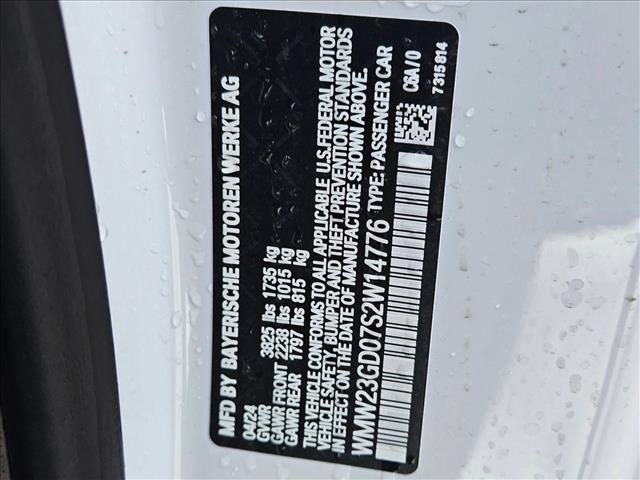 MFD BY BAYERISCHE MOTOREN WERKE AG
04/24
GVWR 3825 lbs 1735 kg
GAWR FRONT 2238 lbs 1015 kg
GAWR REAR 1797 lbs 815 kg
THIS VEHICLE CONFORMS TO ALL APPLICABLE U.S. FEDERAL MOTOR
VEHICLE SAFETY, BUMPER AND THEFT PREVENTION STANDARDS
IN EFFECT ON THE DATE OF MANUFACTURE SHOWN ABOVE.
WMW23GD07S2W14776 TYPE: PASSENGER CAR
CGA/0
7315814